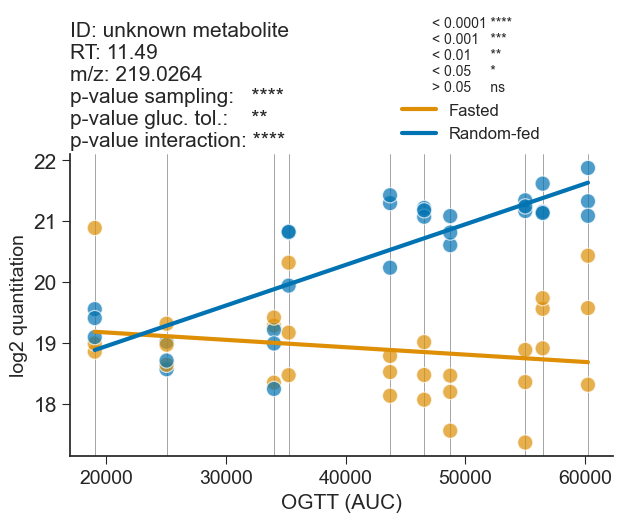 ID: unknown metabolite
RT: 11.49
m/z: 219.0264
p-value sampling: ****
p-value gluc. tol.: **
p-value interaction: ****
< 0.0001 ****
< 0.001 ***
< 0.01 **
< 0.05 *
> 0.05 ns
Fasted
Random-fed
22
21
20
19
18
log2 quantitation
20000 30000 40000 50000 60000
OGTT (AUC)